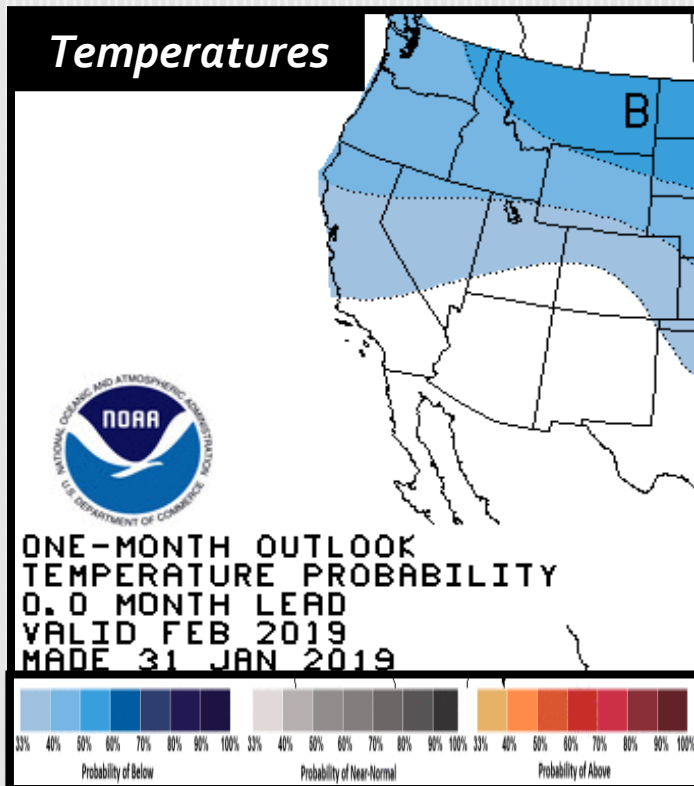 Temperatures
B
NATIONAL OCEANIC AND ATMOSPHERIC ADMINISTRATION
NOAA
U.S. DEPARTMENT OF COMMERCE
ONE-MONTH OUTLOOK
TEMPERATURE PROBABILITY
0.0 MONTH LEAD
VALID FEB 2019
MADE 31 JAN 2019
33% 40% 50% 60% 70% 80% 90% 100% 33% 40% 50% 60% 70% 80% 90% 100% 33% 40% 50% 60% 70% 80% 90% 100%
Probability of Below Probability of Near-Normal Probability of Above